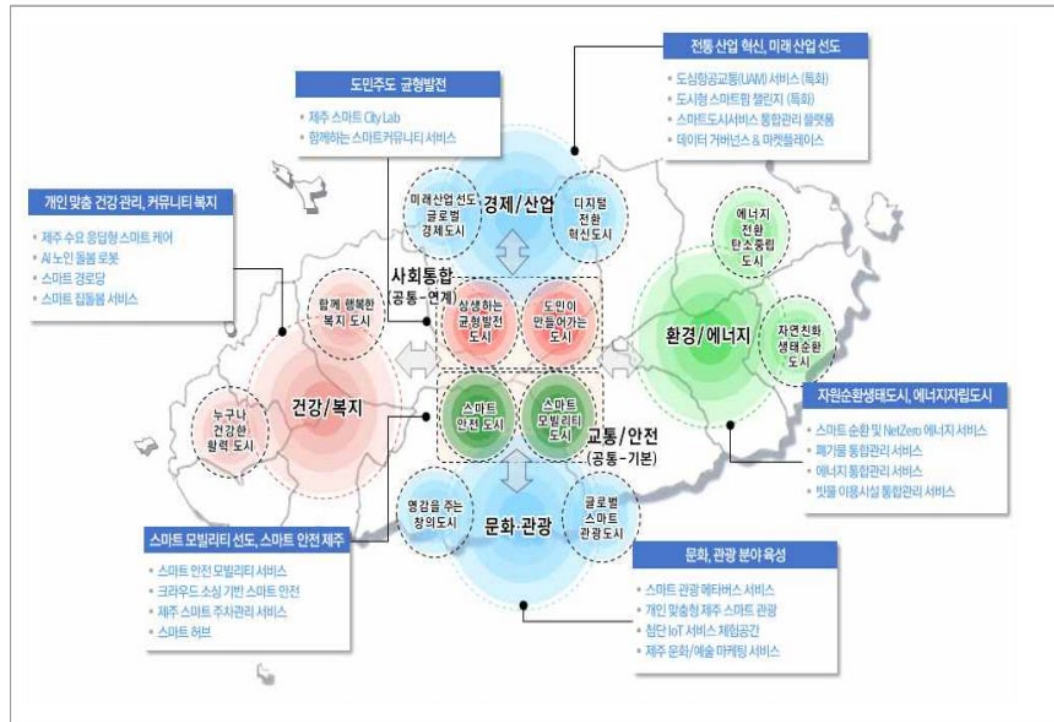 전통 산업 혁신, 미래 산업 선도
도심항공교통(UAM) 서비스 (특화)
도시형 스마트팜 챌린지 (특화)
스마트도시서비스 통합관리 플랫폼
데이터 거버넌스 & 마켓플레이스
도민주도 균형발전
제주 스마트 City Lab
함께하는 스마트커뮤니티 서비스
개인 맞춤 건강 관리, 커뮤니티 복지
제주 수요 응답형 스마트 케어
AI 노인 돌봄 로봇
스마트 경로당
스마트 집돌봄 서비스
미래산업 선도
글로벌
경제도시
경제/산업
디지털
전환
혁신도시
에너지
전환
탄소중립
도시
사회통합
(공통-연계)
함께 행복한
복지 도시
상생하는
균형발전
도시
도민이
만들어가는
도시
환경/에너지
자연친화
생태순환
도시
건강/복지
누구나
건강한
활력 도시
스마트
안전 도시
스마트
모빌리티
도시
교통/안전
(공통-기본)
자원순환생태도시, 에너지자립도시
스마트 순환 및 NetZero 에너지 서비스
폐기물 통합관리 서비스
에너지 통합관리 서비스
빗물 이용시설 통합관리 서비스
영감을 주는
창의도시
문화·관광
글로벌
스마트
관광도시
스마트 모빌리티 선도, 스마트 안전 제주
스마트 안전 모빌리티 서비스
크라우드 소싱 기반 스마트 안전
제주 스마트 주차관리 서비스
스마트 허브
문화, 관광 분야 육성
스마트 관광 메타버스 서비스
개인 맞춤형 제주 스마트 관광
첨단 IoT 서비스 체험공간
제주 문화/예술 마케팅 서비스